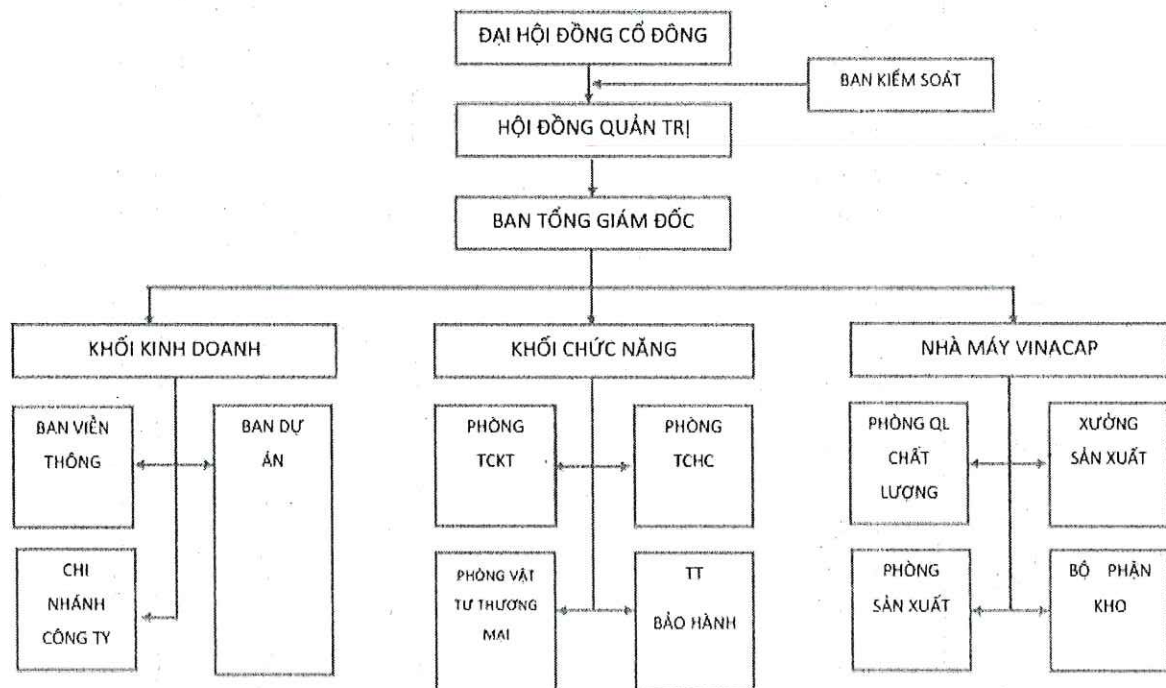 ĐẠI HỘI ĐỒNG CỔ ĐÔNG
BAN KIỂM SOÁT
HỘI ĐỒNG QUẢN TRỊ
BAN TỔNG GIÁM ĐỐC
KHỐI KINH DOANH
KHỐI CHỨC NĂNG
NHÀ MÁY VINACAP
BAN VIỄN
THÔNG
BAN DỰ
ÁN
PHÒNG
TCKT
PHÒNG
TCHC
PHÒNG QL
CHẤT
LƯỢNG
XƯỞNG
SẢN XUẤT
CHI
NHÁNH
CÔNG TY
PHÒNG VẬT
TƯ THƯƠNG
MẠI
TT
BẢO HÀNH
PHÒNG
SẢN XUẤT
BỘ PHẬN
KHO